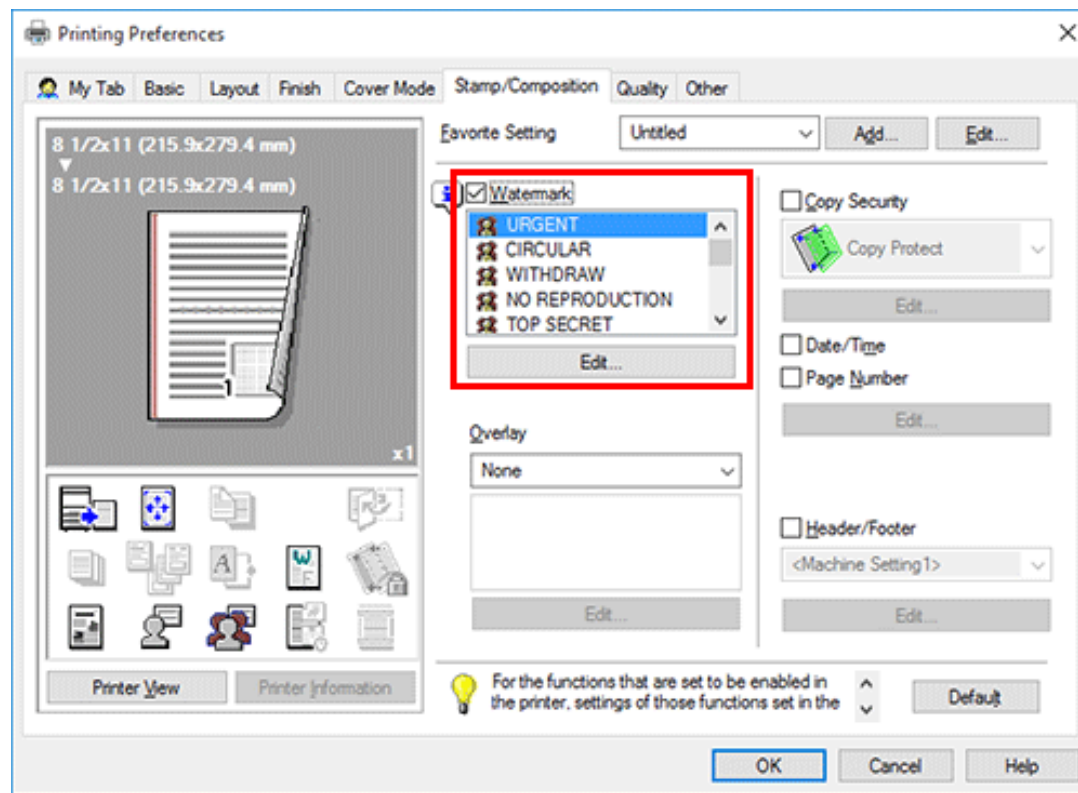 Printing Preferences
My Tab Basic Layout Finish Cover Mode Stamp/Composition Quality Other
8 1/2x11 (215.9x279.4 mm)
8 1/2x11 (215.9x279.4 mm)
1
x1
A
W
F
Printer View Printer Information
Favorite Setting Untitled Add... Edit...
Watermark
URGENT
CIRCULAR
WITHDRAW
NO REPRODUCTION
TOP SECRET
Edit...
Overlay
None
Edit...
Copy Security
Copy Protect
Edit...
Date/Time
Page Number
Edit...
Header/Footer
<Machine Setting1>
Edit...
For the functions that are set to be enabled in
the printer, settings of those functions set in the
Default
OK Cancel Help